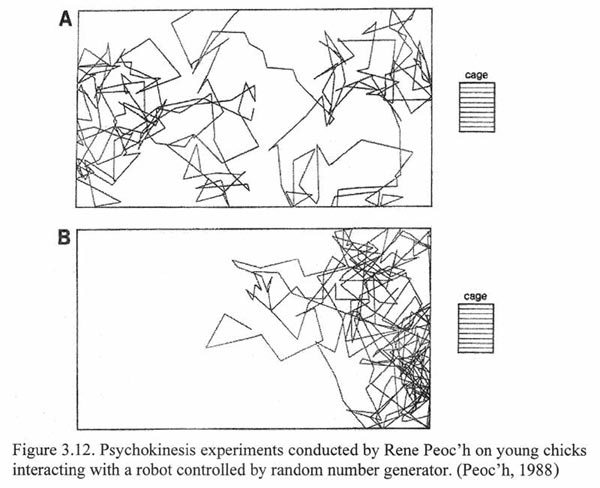 A
cage
B
cage
Figure 3.12. Psychokinesis experiments conducted by Rene Peoc'h on young chicks
interacting with a robot controlled by random number generator. (Peoc'h, 1988)